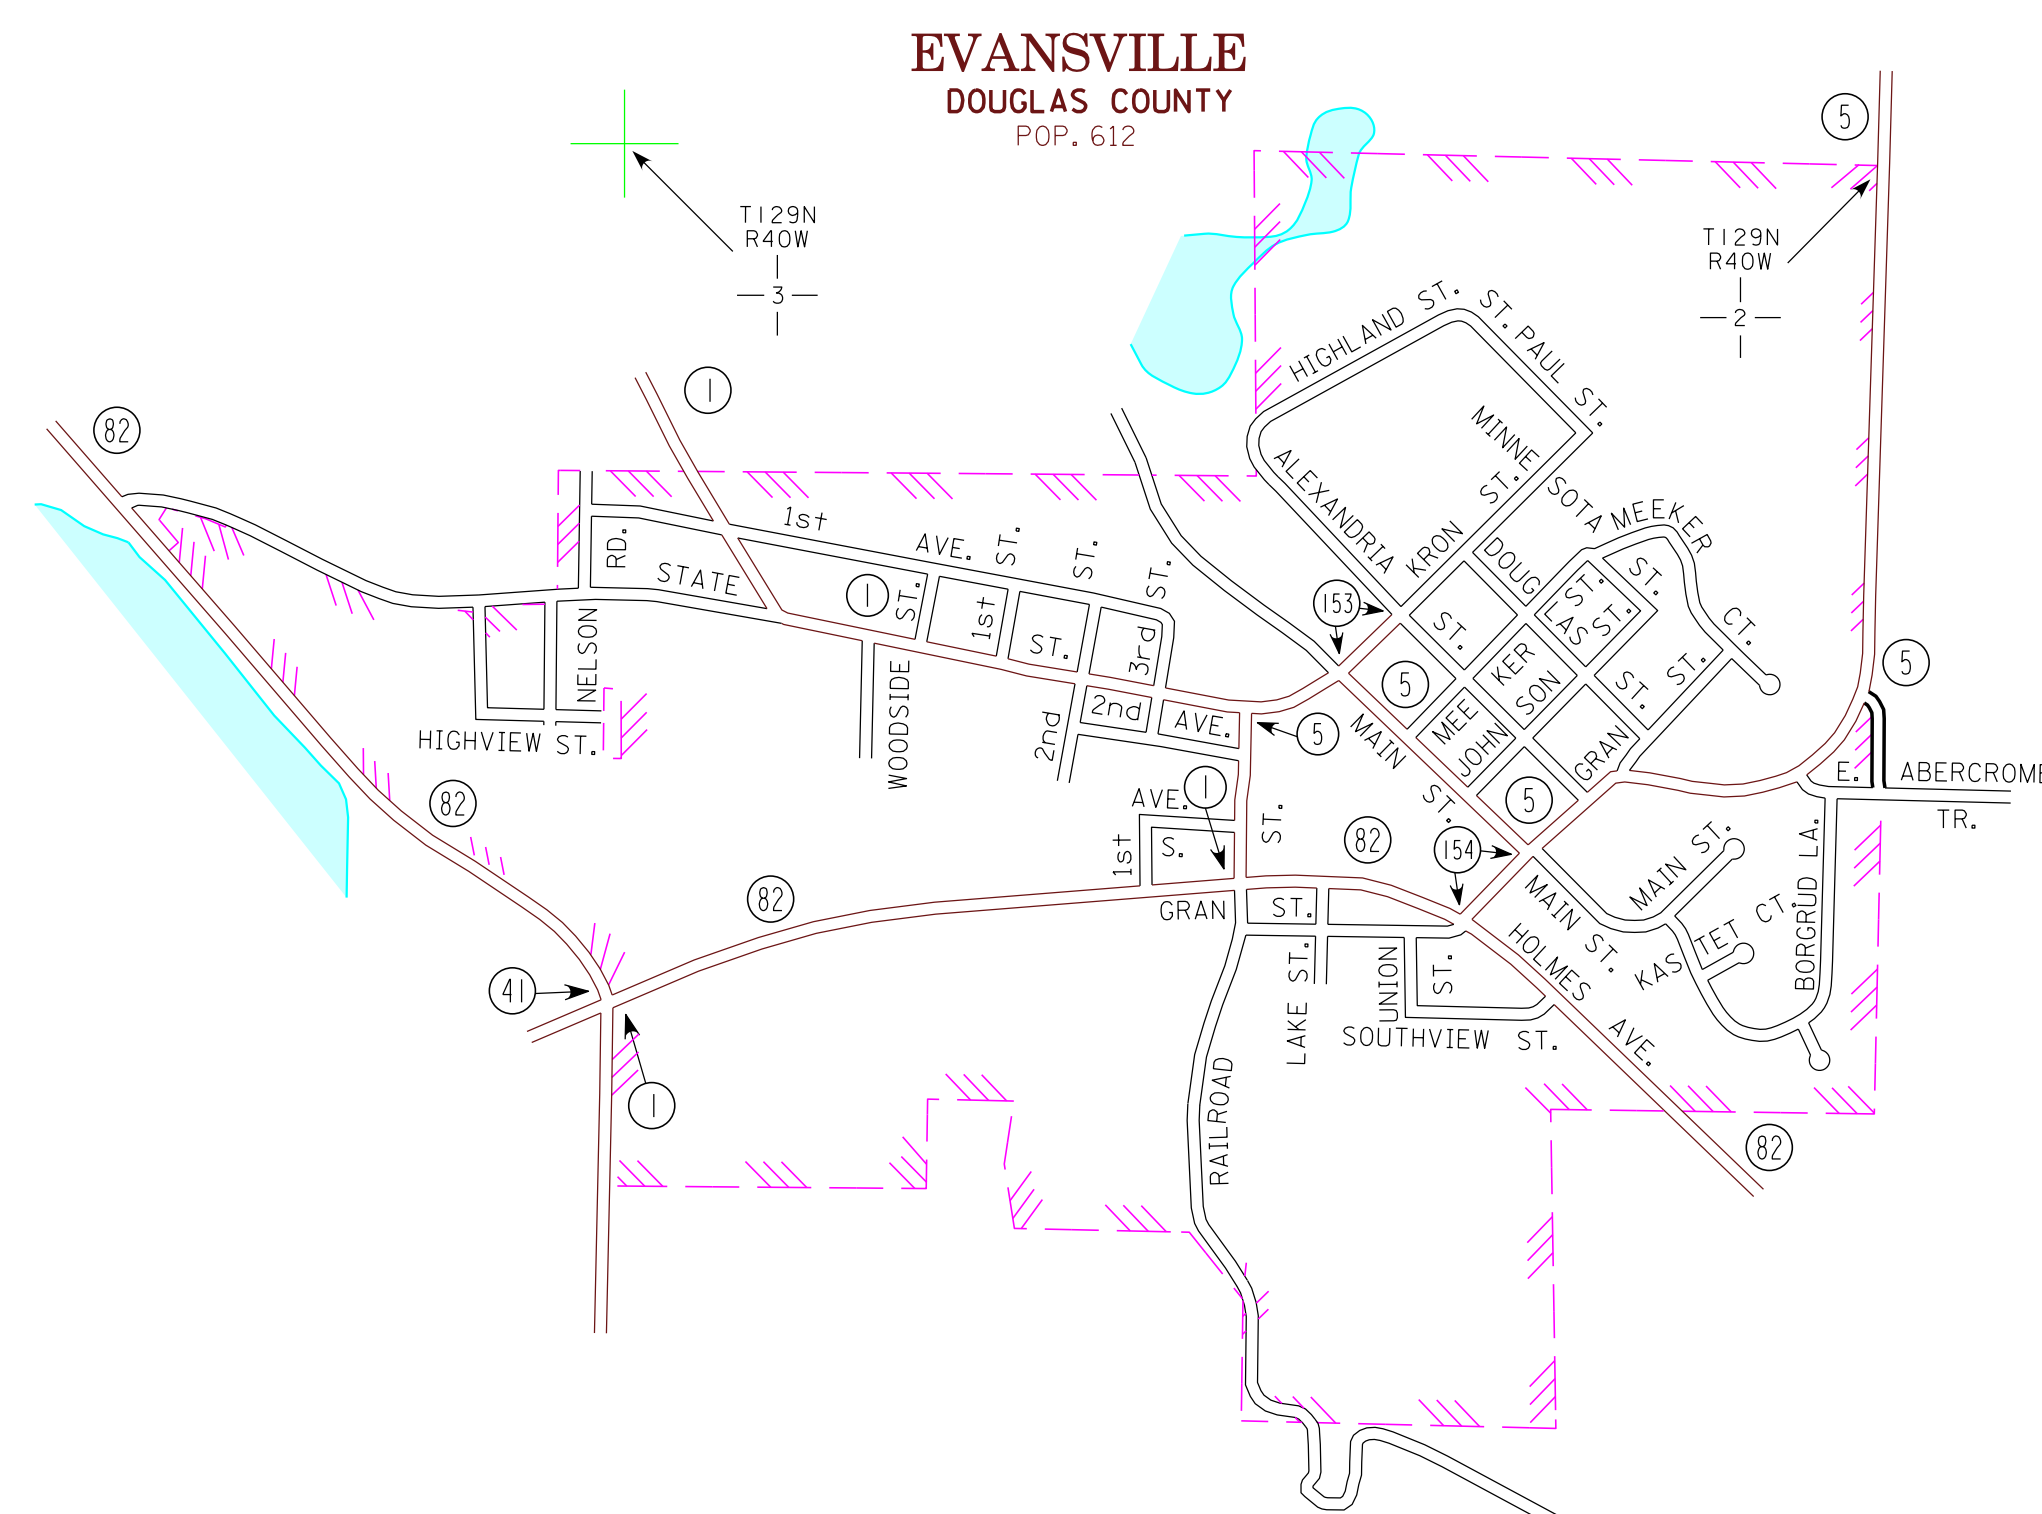 EVANSVILLE
DOUGLAS COUNTY
POP. 612
5
T129N
R40W
3
T129N
R40W
2
1
82
HIGHLAND ST.
ST. PAUL ST.
MINNE
SOTA
ST.
ALEXANDRIA
KRON
ST.
MEEKER
ST.
CT.
DOUG
LAS
ST.
ST.
1st
AVE.
ST.
ST.
ST.
RD.
STATE
1
ST.
1st
ST.
3rd
153
KER
SON
ST.
ST.
5
5
NELSON
WOODSIDE
2nd
2nd
AVE.
5
MAIN
ST.
MEE
JOHN
GRAN
HIGHVIEW ST.
82
AVE.
1
ST.
5
E. ABERCROMB
TR.
1st
S.
82
154
MAIN ST.
BORGRUD LA.
82
GRAN ST.
MAIN ST.
KAS TET CT.
HOLMES
AVE.
LAKE ST.
UNION
ST.
SOUTHVIEW ST.
41
1
RAILROAD
82